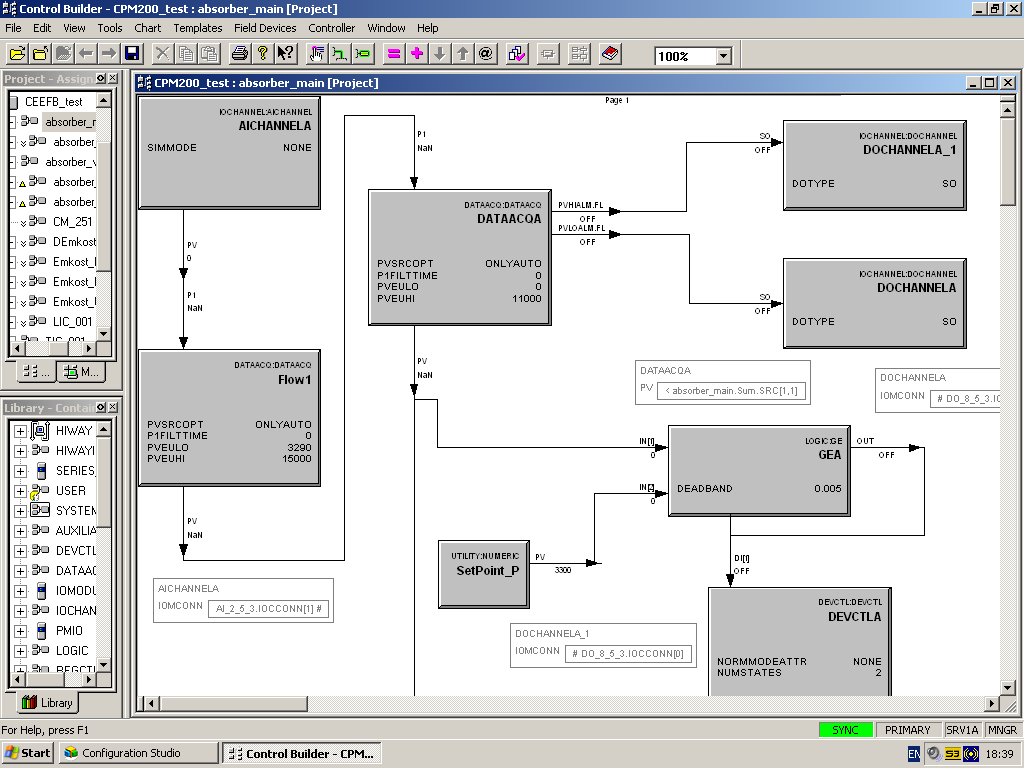 Control Builder - CPM200_test : absorber_main [Project]
File Edit View Tools Chart Templates Field Devices Controller Window Help
100%
Project - Assign
CEEFB_test
absorber_
absorber_
absorber_v
absorber_
absorber_
CM_251
DEmkost
Emkost_
Emkost_
Emkost_
LIC_001
TIC_001
... M...
Library - Contain
HIWAY
HIWAYI
SERIES_
USER
SYSTEM
AUXILIA
DEVCTL
DATAAC
IOMODU
IOCHAN
PMIO
LOGIC
REGCTL
Library
CPM200_test : absorber_main [Project]
Page 1
IOCHANNEL:AICHANNEL
AICHANNELA
SIMMODE NONE
PV
0
P1
NaN
DATAACQ:DATAACQ
Flow1
PVSRCOPT ONLYAUTO
P1FILTTIME 0
PVEULO 3290
PVEUHI 15000
PV
NaN
AICHANNELA
IOMCONN AI_2_5_3.IOCCONN[1] #
P1
NaN
DATAACQ:DATAACQ
DATAACQA
PVSRCOPT ONLYAUTO
P1FILTTIME 0
PVEULO 0
PVEUHI 11000
PVHIALM.FL
OFF
PVLOALM.FL
OFF
PV
NaN
SO
OFF
IOCHANNEL:DOCHANNEL
DOCHANNELA_1
DOTYPE SO
SO
OFF
IOCHANNEL:DOCHANNEL
DOCHANNELA
DOTYPE SO
DATAACQA
PV < absorber_main.Sum.SRC[1,1]
DOCHANNELA
IOMCONN # DO_8_5_3.IOC
IN[1]
0
IN[2]
0
LOGIC:GE
GEA
DEADBAND 0.005
OUT
OFF
UTILITY:NUMERIC
SetPoint_P
PV
3300
DI[1]
OFF
DOCHANNELA_1
IOMCONN # DO_8_5_3.IOCCONN[0]
DEVCTL:DEVCTL
DEVCTLA
NORMMODEATTR NONE
NUMSTATES 2
For Help, press F1
SYNC PRIMARY SRV1A MNGR
Start Configuration Studio Control Builder - CPM... EN S3 18:39